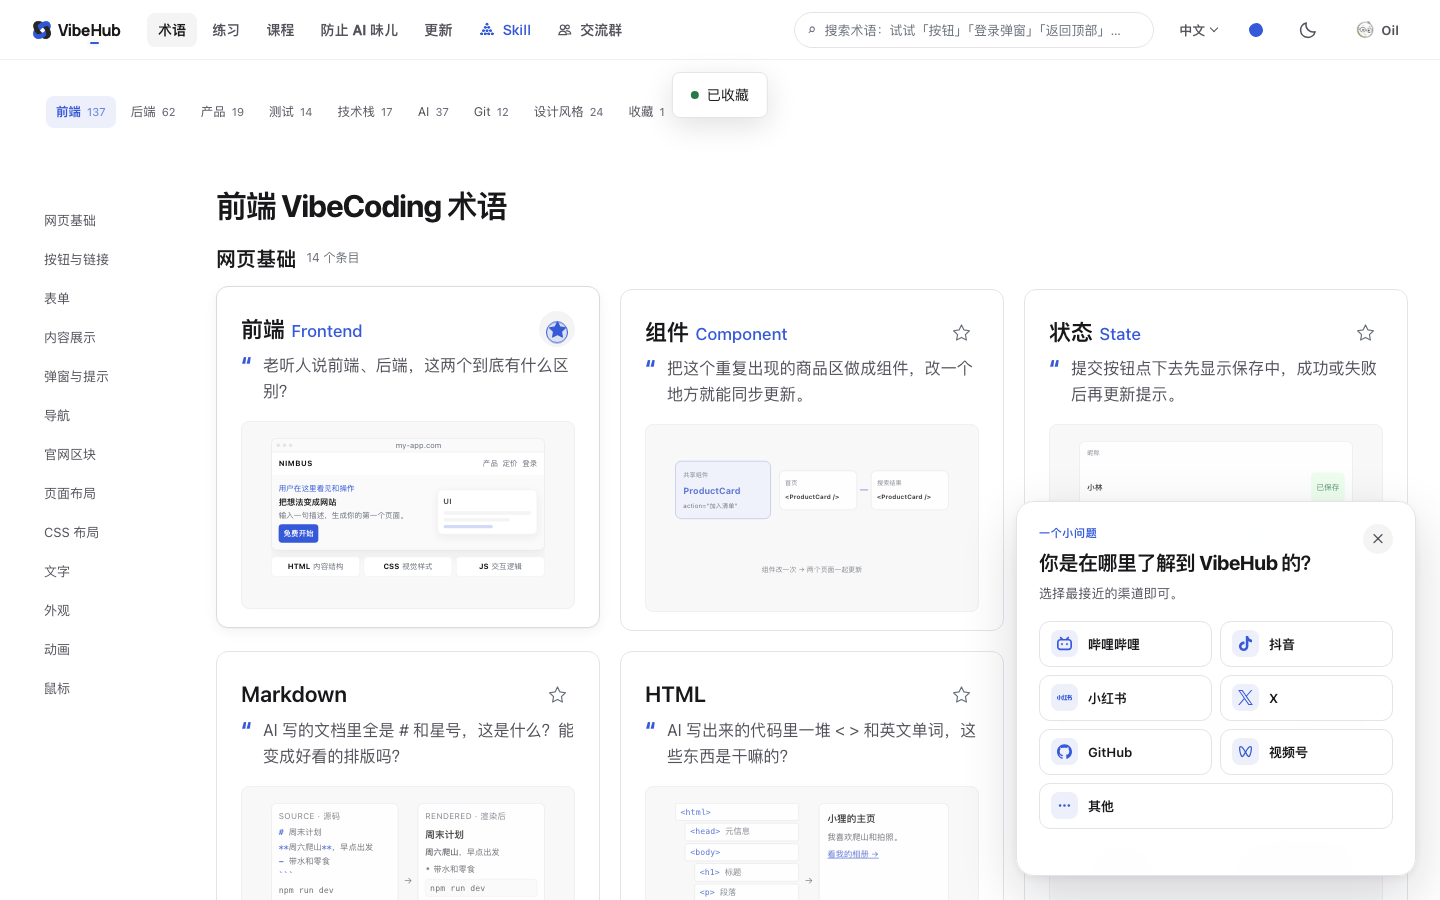 VibeHub
术语
练习
课程
防止 AI 味儿
更新
Skill
交流群
搜索术语：试试「按钮」「登录弹窗」「返回顶部」...
中文
Oil
已收藏
前端 137
后端 62
产品 19
测试 14
技术栈 17
AI 37
Git 12
设计风格 24
收藏 1
网页基础
按钮与链接
表单
内容展示
弹窗与提示
导航
官网区块
页面布局
CSS 布局
文字
外观
动画
鼠标
前端 VibeCoding 术语
网页基础 14 个条目
前端 Frontend
“ 老听人说前端、后端，这两个到底有什么区
别？
my-app.com
NIMBUS
产品 定价 登录
用户在这里看见和操作
把想法变成网站
输入一句描述，生成你的第一个页面。
免费开始
UI
HTML 内容结构
CSS 视觉样式
JS 交互逻辑
组件 Component
“ 把这个重复出现的商品区做成组件，改一个
地方就能同步更新。
共享组件
ProductCard
action="加入清单"
首页
<ProductCard />
搜索结果
<ProductCard />
组件改一次 → 两个页面一起更新
状态 State
“ 提交按钮点下去先显示保存中，成功或失败
后再更新提示。
昵称
小林
已保存
Markdown
“ AI 写的文档里全是 # 和星号，这是什么？能
变成好看的排版吗？
SOURCE · 源码
# 周末计划
**周六爬山**，早点出发
- 带水和零食
```
npm run dev
→
RENDERED · 渲染后
周末计划
周六爬山，早点出发
• 带水和零食
npm run dev
HTML
“ AI 写出来的代码里一堆 < > 和英文单词，这
些东西是干嘛的？
<html>
<head> 元信息
<body>
<h1> 标题
<p> 段落
→
小狸的主页
我喜欢爬山和拍照。
看我的相册 →
一个小问题
你是在哪里了解到 VibeHub 的？
选择最接近的渠道即可。
哔哩哔哩
抖音
小红书
X
GitHub
视频号
其他